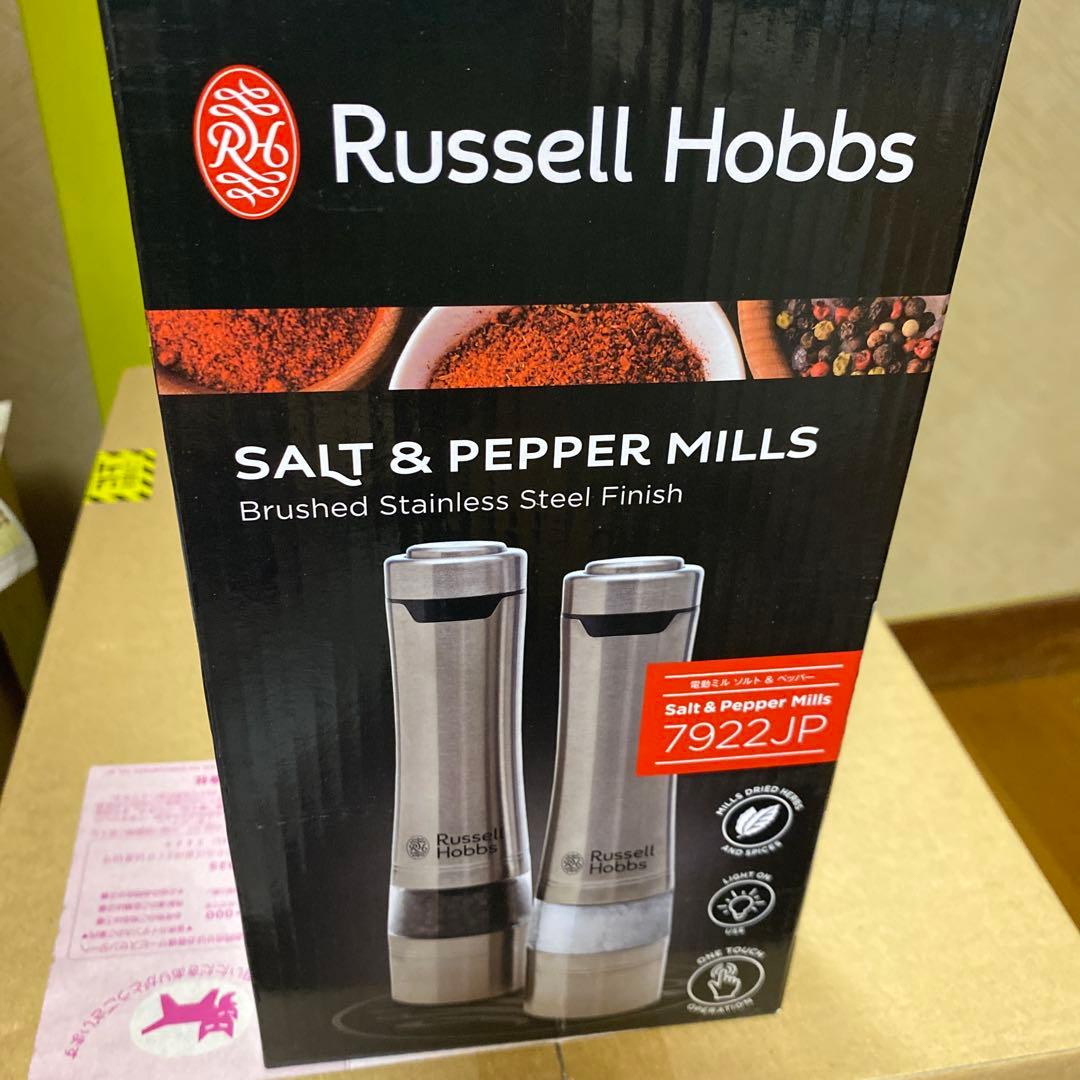 RH
Russell Hobbs
SALT & PEPPER MILLS
Brushed Stainless Steel Finish
電動ミル ソルト & ペッパー
Salt & Pepper Mills
7922JP
MILLS DRIED HERBS
AND SPICES
LIGHT ON
USE
ONE TOUCH
OPERATION
RH
Russell
Hobbs
RH
Russell
Hobbs